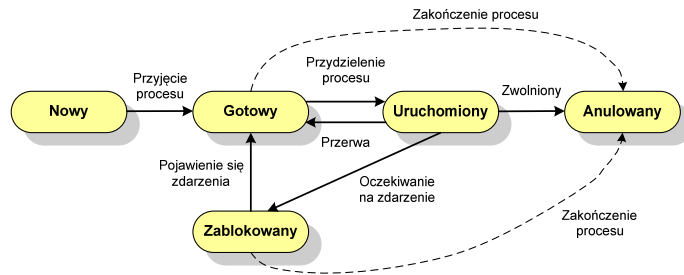 Zakończenie procesu
Przyjęcie
procesu
Przydzielenie
procesu
Zwolniony
Nowy
Gotowy
Uruchomiony
Anulowany
Przerwa
Pojawienie się
zdarzenia
Oczekiwanie
na zdarzenie
Zablokowany
Zakończenie
procesu